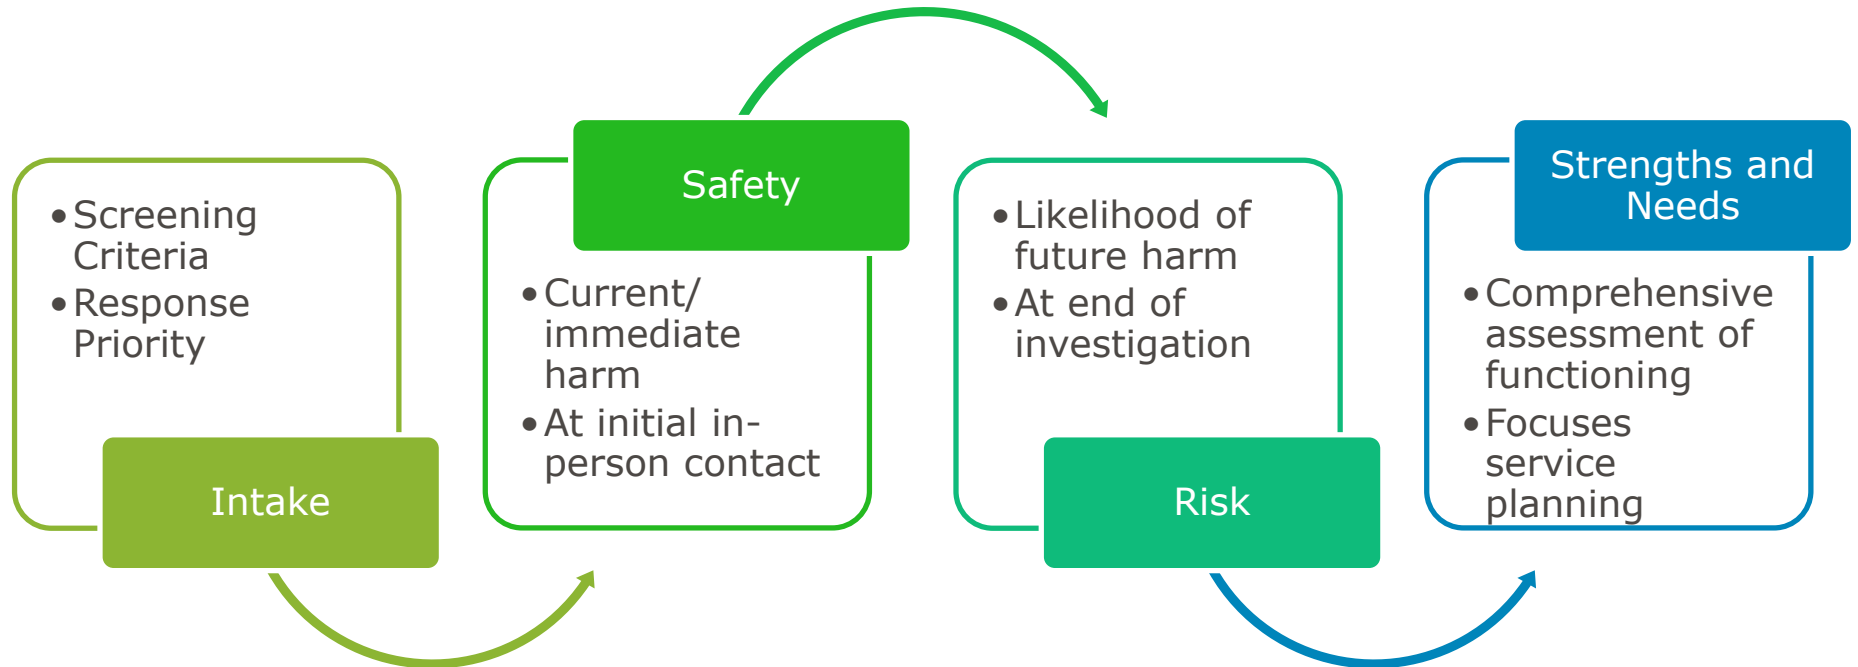 • Screening
Criteria
• Response
Priority
Intake
Safety
• Current/
immediate
harm
• At initial in-
person contact
• Likelihood of
future harm
• At end of
investigation
Risk
Strengths and
Needs
• Comprehensive
assessment of
functioning
• Focuses
service
planning